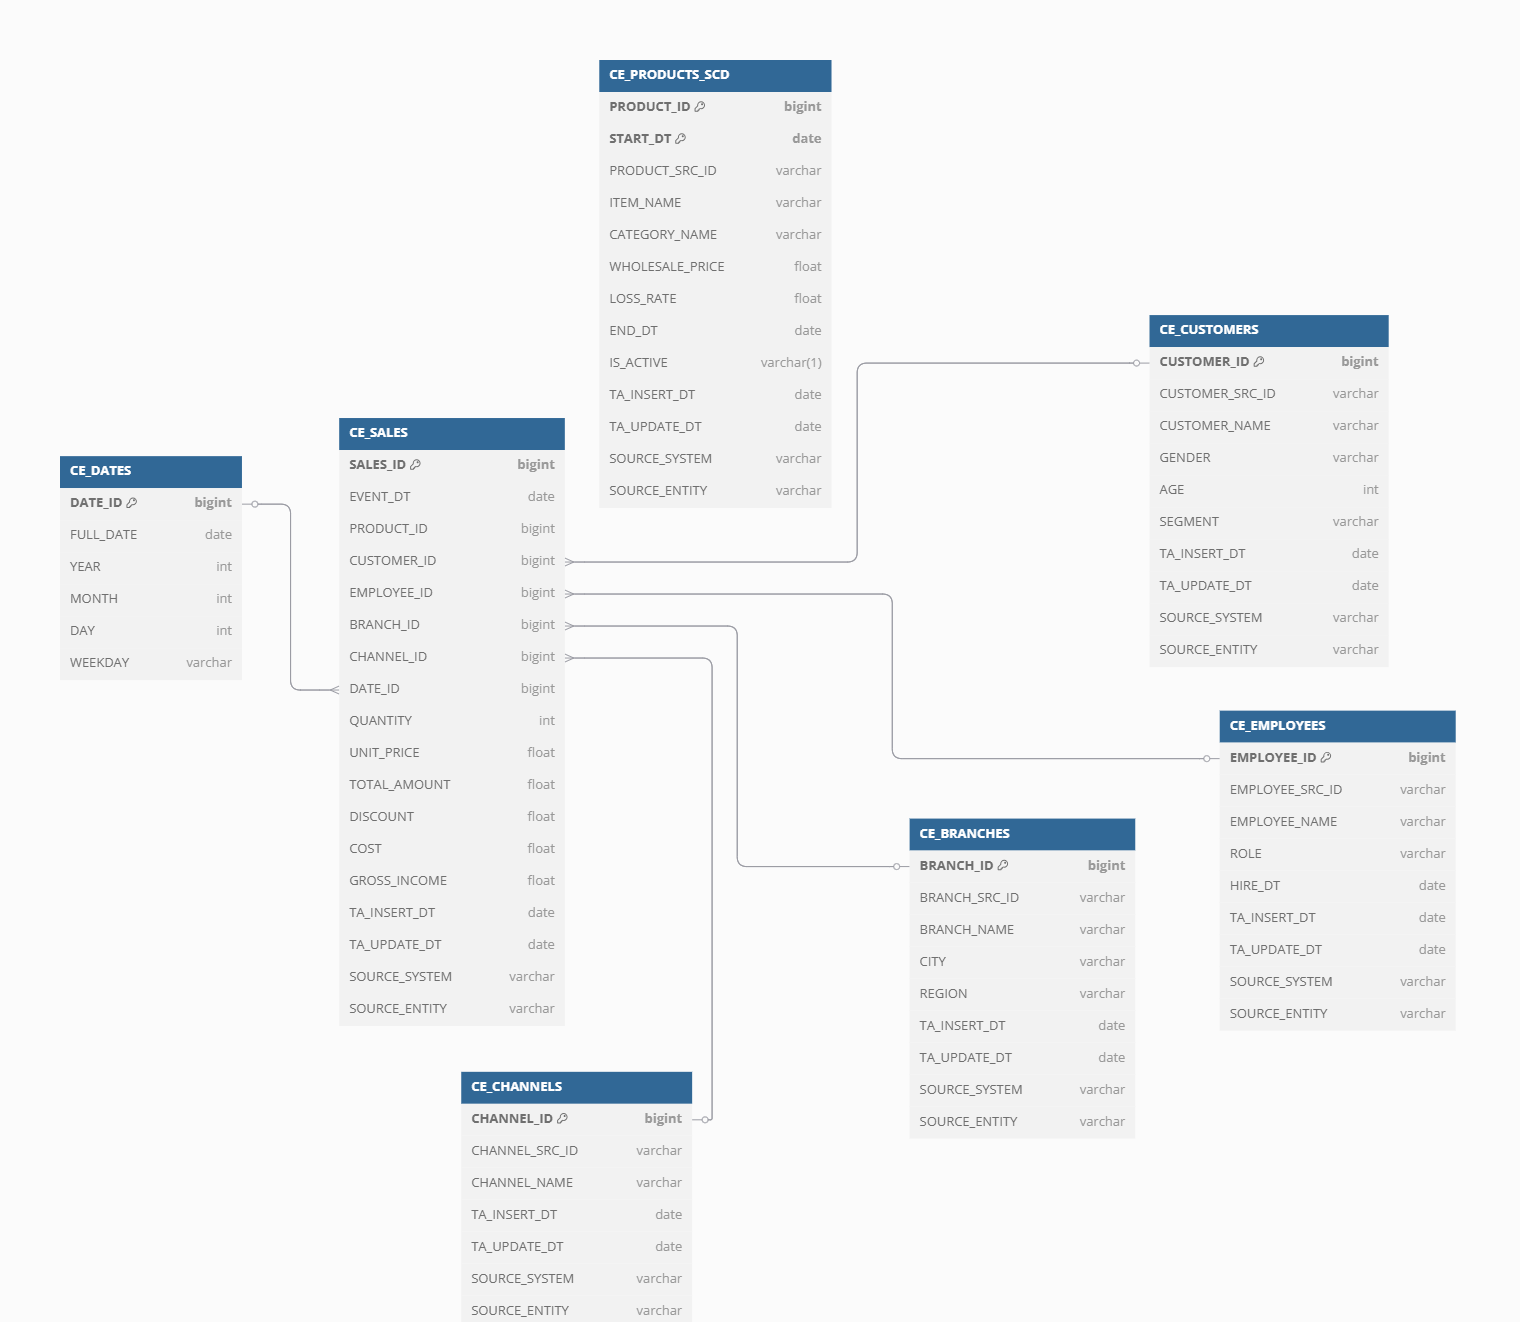 CE_PRODUCTS_SCD
PRODUCT_ID bigint
START_DT date
PRODUCT_SRC_ID varchar
ITEM_NAME varchar
CATEGORY_NAME varchar
WHOLESALE_PRICE float
LOSS_RATE float
END_DT date
IS_ACTIVE varchar(1)
TA_INSERT_DT date
TA_UPDATE_DT date
SOURCE_SYSTEM varchar
SOURCE_ENTITY varchar
CE_CUSTOMERS
CUSTOMER_ID bigint
CUSTOMER_SRC_ID varchar
CUSTOMER_NAME varchar
GENDER varchar
AGE int
SEGMENT varchar
TA_INSERT_DT date
TA_UPDATE_DT date
SOURCE_SYSTEM varchar
SOURCE_ENTITY varchar
CE_SALES
SALES_ID bigint
EVENT_DT date
PRODUCT_ID bigint
CUSTOMER_ID bigint
EMPLOYEE_ID bigint
BRANCH_ID bigint
CHANNEL_ID bigint
DATE_ID bigint
QUANTITY int
UNIT_PRICE float
TOTAL_AMOUNT float
DISCOUNT float
COST float
GROSS_INCOME float
TA_INSERT_DT date
TA_UPDATE_DT date
SOURCE_SYSTEM varchar
SOURCE_ENTITY varchar
CE_DATES
DATE_ID bigint
FULL_DATE date
YEAR int
MONTH int
DAY int
WEEKDAY varchar
CE_EMPLOYEES
EMPLOYEE_ID bigint
EMPLOYEE_SRC_ID varchar
EMPLOYEE_NAME varchar
ROLE varchar
HIRE_DT date
TA_INSERT_DT date
TA_UPDATE_DT date
SOURCE_SYSTEM varchar
SOURCE_ENTITY varchar
CE_BRANCHES
BRANCH_ID bigint
BRANCH_SRC_ID varchar
BRANCH_NAME varchar
CITY varchar
REGION varchar
TA_INSERT_DT date
TA_UPDATE_DT date
SOURCE_SYSTEM varchar
SOURCE_ENTITY varchar
CE_CHANNELS
CHANNEL_ID bigint
CHANNEL_SRC_ID varchar
CHANNEL_NAME varchar
TA_INSERT_DT date
TA_UPDATE_DT date
SOURCE_SYSTEM varchar
SOURCE_ENTITY varchar